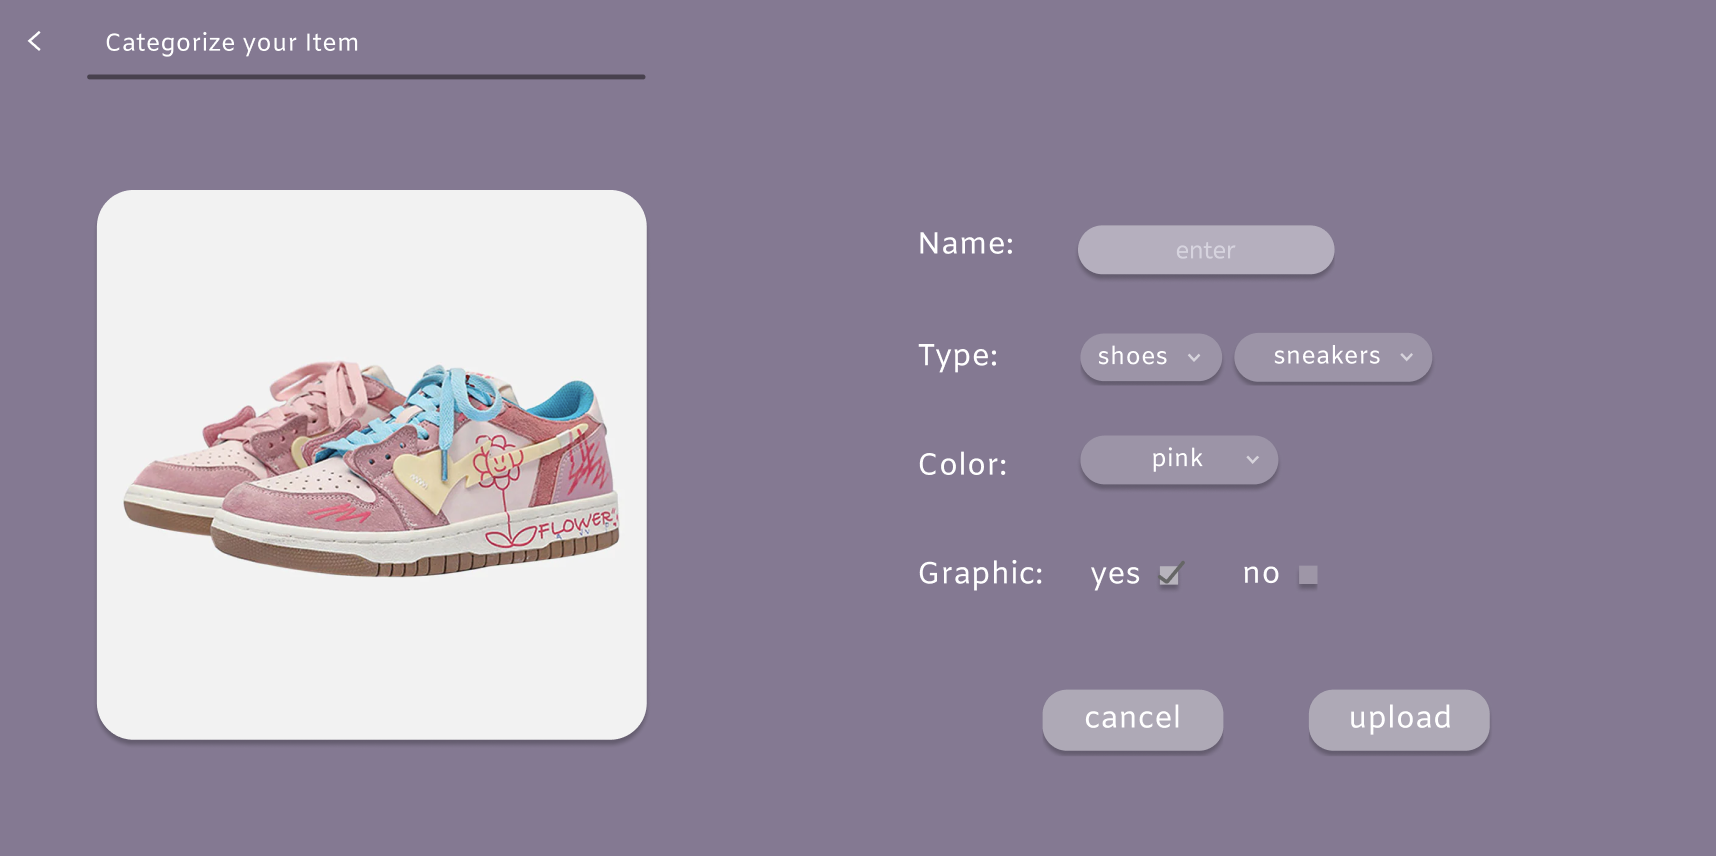 Categorize your Item
Name: enter
Type: shoes sneakers
Color: pink
Graphic: yes no
cancel upload
FLOWER"